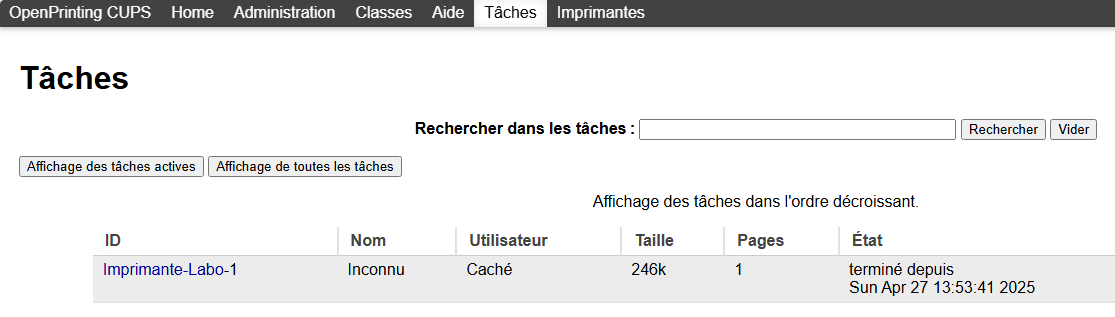 OpenPrinting CUPS Home Administration Classes Aide Tâches Imprimantes
Tâches
Rechercher dans les tâches : Rechercher Vider
Affichage des tâches actives Affichage de toutes les tâches
Affichage des tâches dans l'ordre décroissant.
ID Nom Utilisateur Taille Pages État
Imprimante-Labo-1 Inconnu Caché 246k 1 terminé depuis
Sun Apr 27 13:53:41 2025